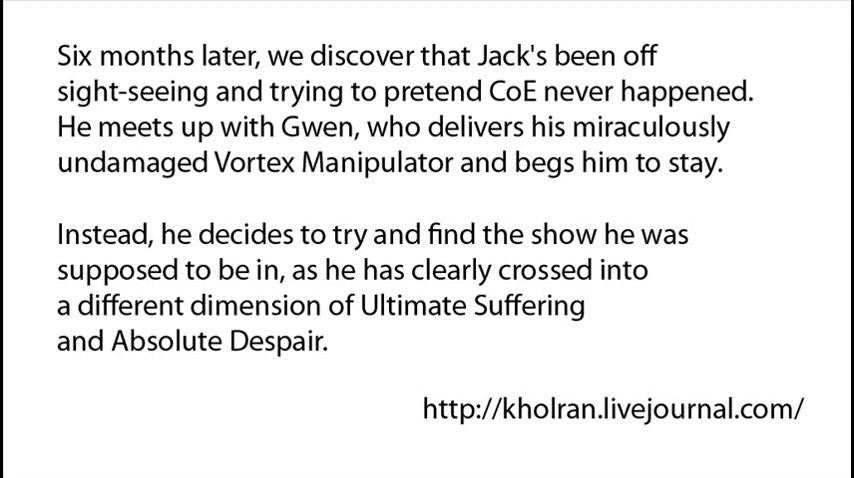 Six months later, we discover that Jack's been off
sight-seeing and trying to pretend CoE never happened.
He meets up with Gwen, who delivers his miraculously
undamaged Vortex Manipulator and begs him to stay.
Instead, he decides to try and find the show he was
supposed to be in, as he has clearly crossed into
a different dimension of Ultimate Suffering
and Absolute Despair.
http://kholran.livejournal.com/